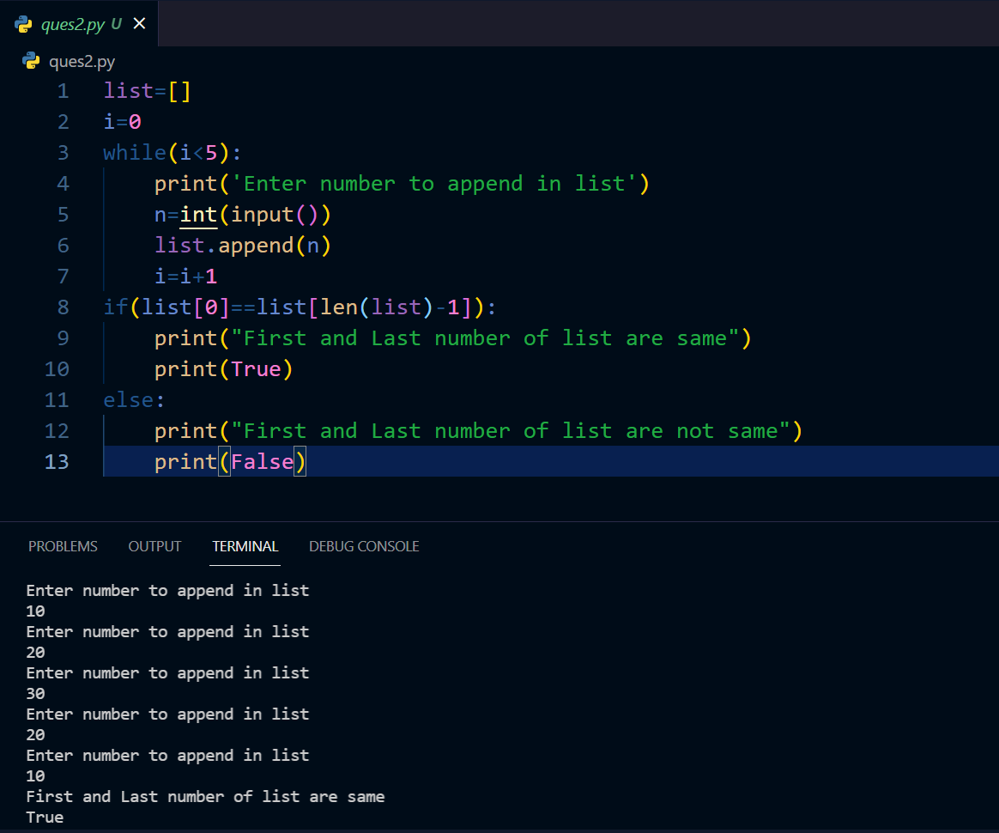 ques2.py U ×
ques2.py
1 list=[]
2 i=0
3 while(i<5):
4     print('Enter number to append in list')
5     n=int(input())
6     list.append(n)
7     i=i+1
8 if(list[0]==list[len(list)-1]):
9     print("First and Last number of list are same")
10     print(True)
11 else:
12     print("First and Last number of list are not same")
13     print(False)
PROBLEMS OUTPUT TERMINAL DEBUG CONSOLE
Enter number to append in list
10
Enter number to append in list
20
Enter number to append in list
30
Enter number to append in list
20
Enter number to append in list
10
First and Last number of list are same
True